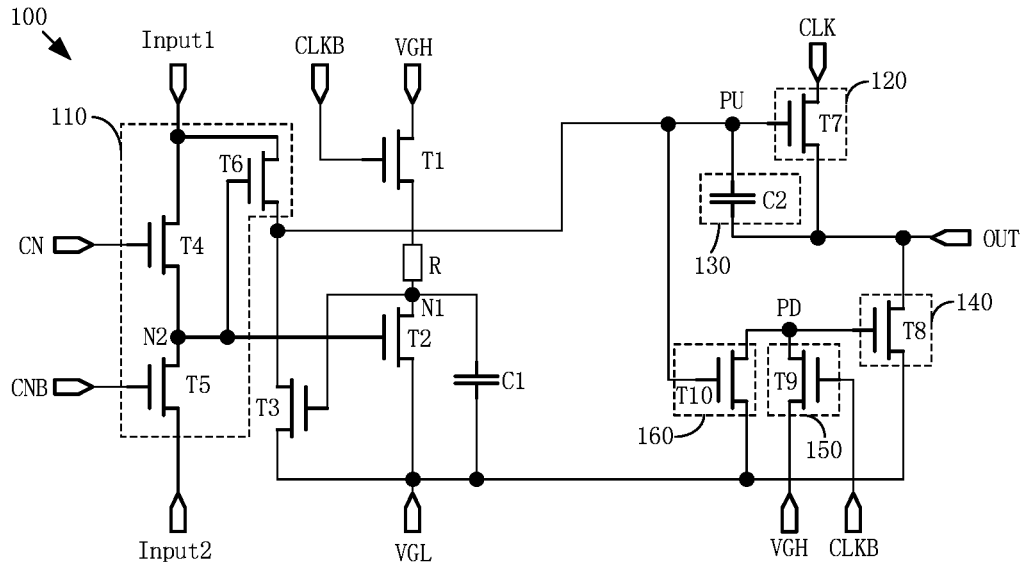 100
Input1
CLKB
VGH
CLK
120
110
PU
T7
T6
T1
C2
CN
T4
130
OUT
R
N1
PD
140
N2
T2
T8
CNB
T5
C1
T3
T10
T9
160
150
Input2
VGL
VGH
CLKB